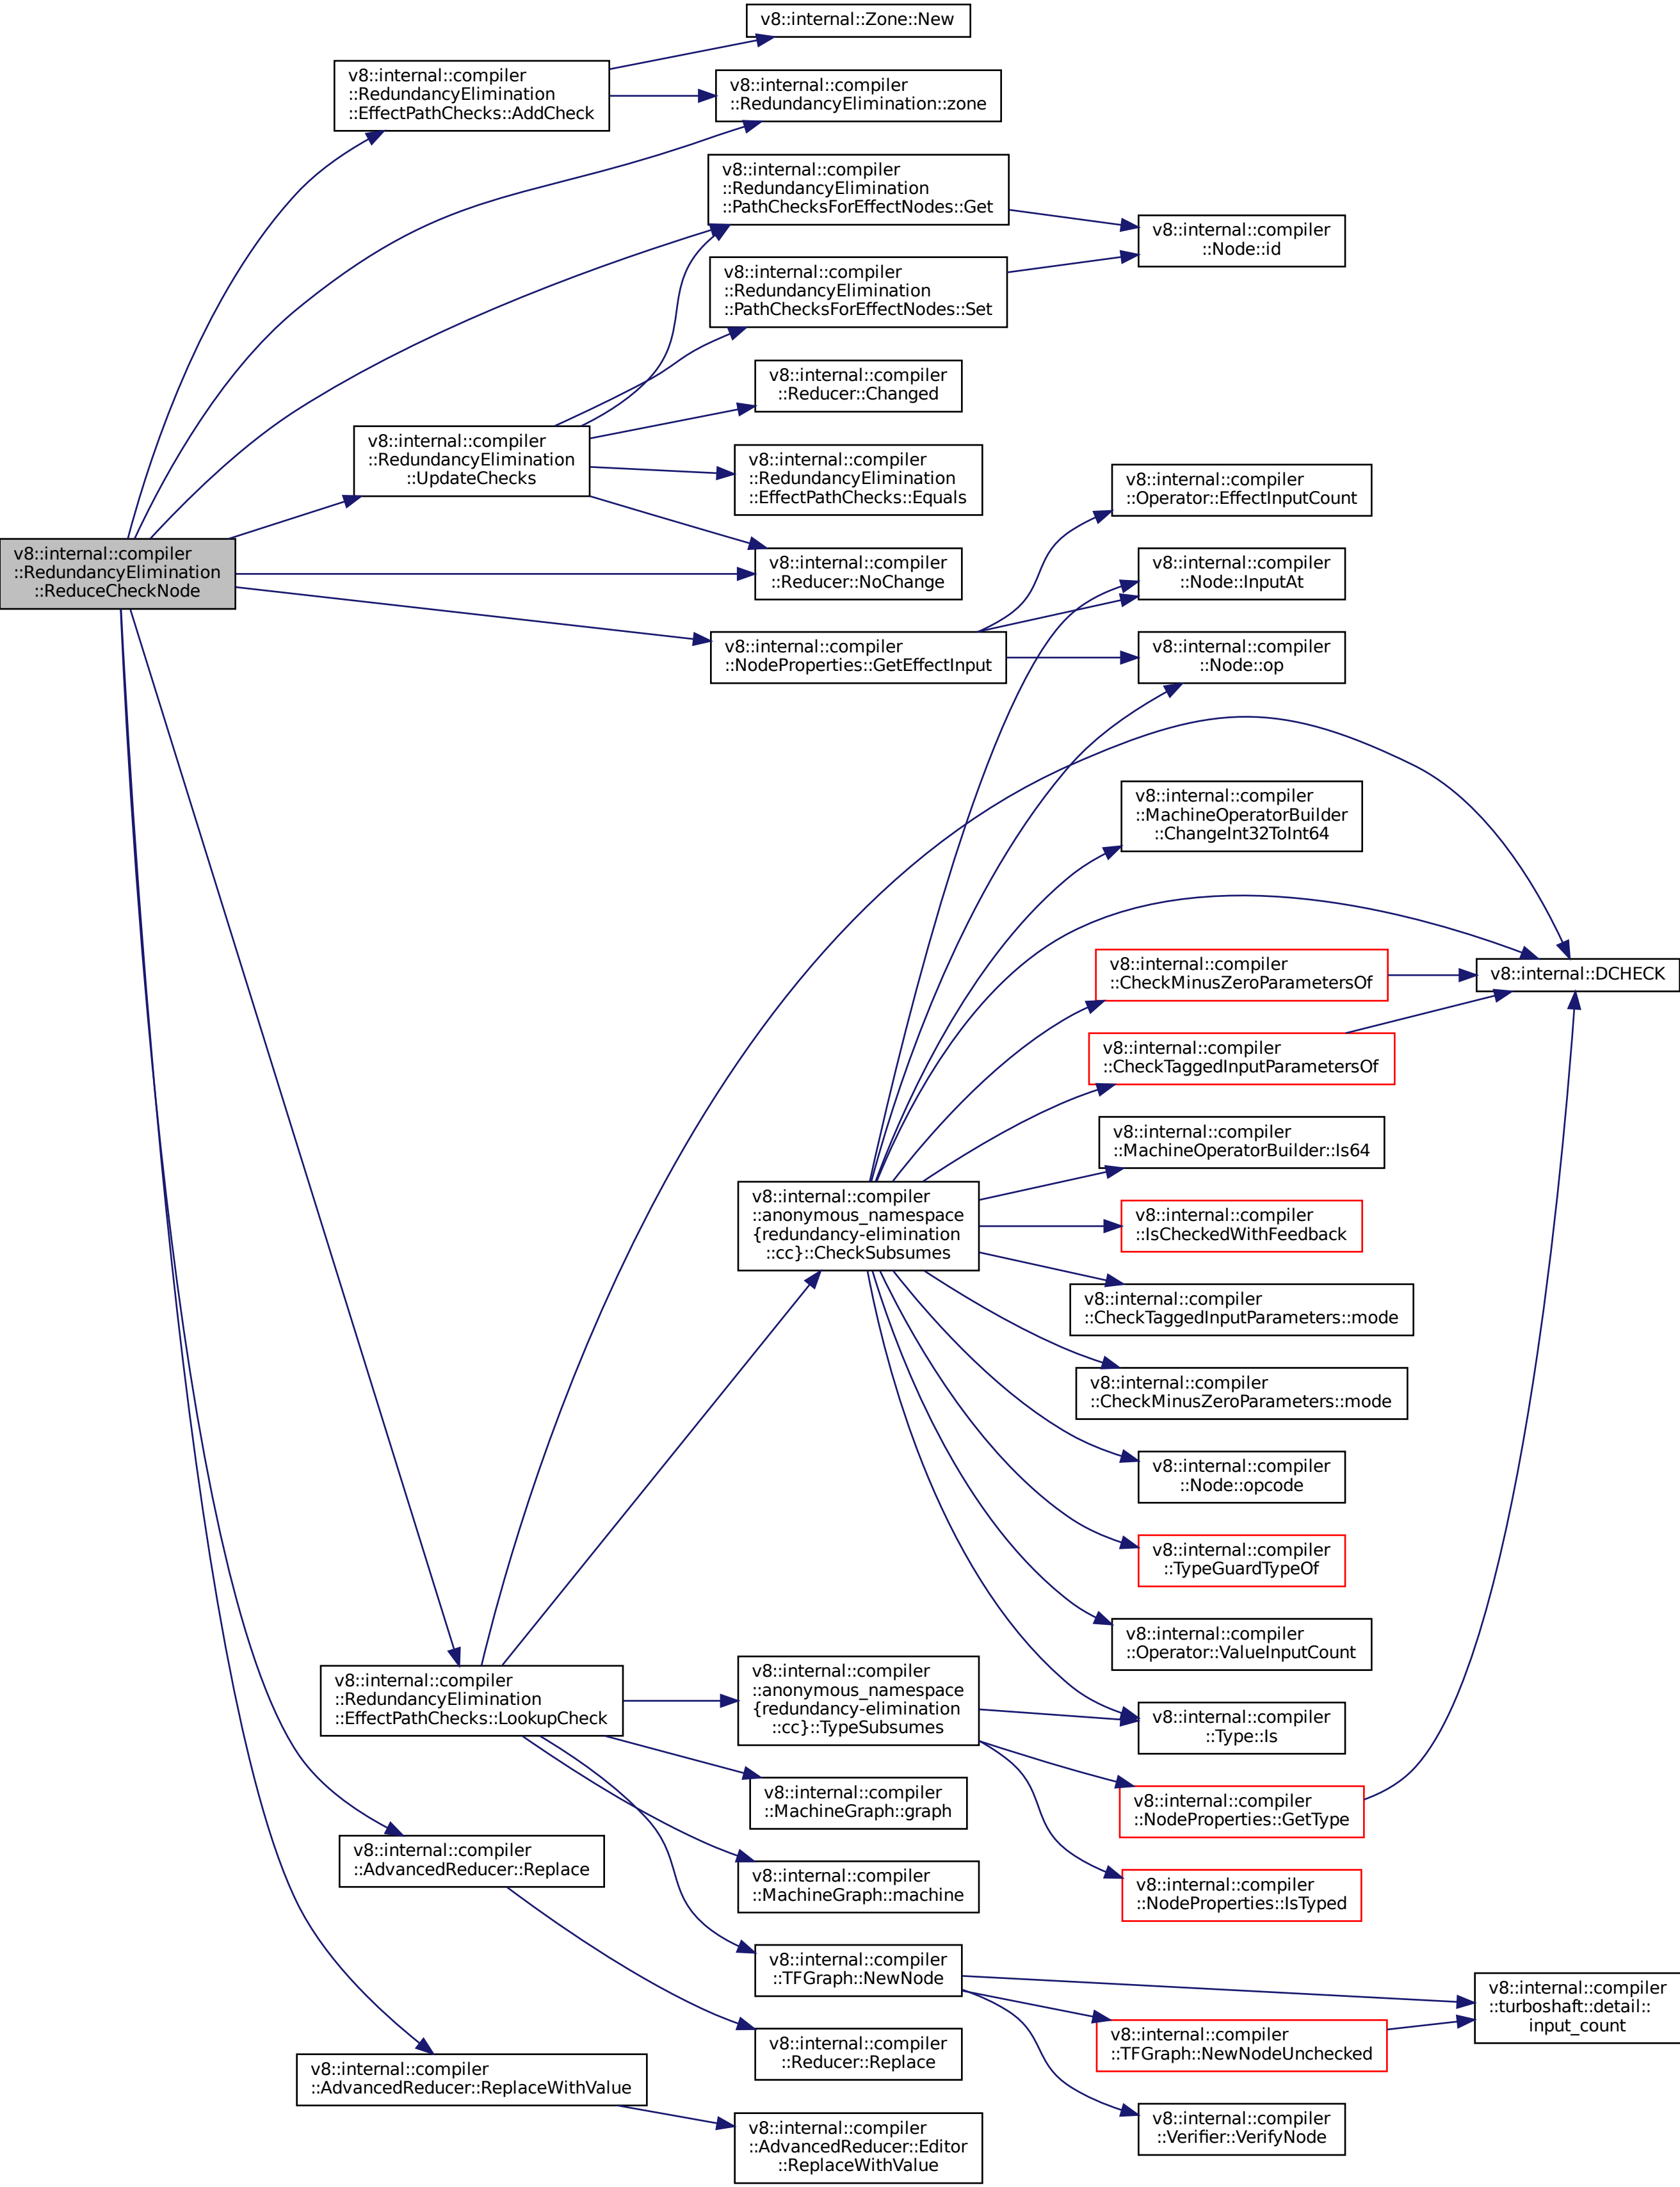 v8::internal::Zone::New
v8::internal::compiler
::RedundancyElimination
::EffectPathChecks::AddCheck
v8::internal::compiler
::RedundancyElimination::zone
v8::internal::compiler
::RedundancyElimination
::PathChecksForEffectNodes::Get
v8::internal::compiler
::Node::id
v8::internal::compiler
::RedundancyElimination
::PathChecksForEffectNodes::Set
v8::internal::compiler
::Reducer::Changed
v8::internal::compiler
::RedundancyElimination
::UpdateChecks
v8::internal::compiler
::RedundancyElimination
::EffectPathChecks::Equals
v8::internal::compiler
::Operator::EffectInputCount
v8::internal::compiler
::RedundancyElimination
::ReduceCheckNode
v8::internal::compiler
::Reducer::NoChange
v8::internal::compiler
::Node::InputAt
v8::internal::compiler
::NodeProperties::GetEffectInput
v8::internal::compiler
::Node::op
v8::internal::compiler
::MachineOperatorBuilder
::ChangeInt32ToInt64
v8::internal::compiler
::CheckMinusZeroParametersOf
v8::internal::DCHECK
v8::internal::compiler
::CheckTaggedInputParametersOf
v8::internal::compiler
::MachineOperatorBuilder::Is64
v8::internal::compiler
::anonymous_namespace
{redundancy-elimination
::cc}::CheckSubsumes
v8::internal::compiler
::IsCheckedWithFeedback
v8::internal::compiler
::CheckTaggedInputParameters::mode
v8::internal::compiler
::CheckMinusZeroParameters::mode
v8::internal::compiler
::Node::opcode
v8::internal::compiler
::TypeGuardTypeOf
v8::internal::compiler
::Operator::ValueInputCount
v8::internal::compiler
::RedundancyElimination
::EffectPathChecks::LookupCheck
v8::internal::compiler
::anonymous_namespace
{redundancy-elimination
::cc}::TypeSubsumes
v8::internal::compiler
::Type::Is
v8::internal::compiler
::MachineGraph::graph
v8::internal::compiler
::NodeProperties::GetType
v8::internal::compiler
::AdvancedReducer::Replace
v8::internal::compiler
::MachineGraph::machine
v8::internal::compiler
::NodeProperties::IsTyped
v8::internal::compiler
::TFGraph::NewNode
v8::internal::compiler
::turboshaft::detail::
input_count
v8::internal::compiler
::Reducer::Replace
v8::internal::compiler
::TFGraph::NewNodeUnchecked
v8::internal::compiler
::AdvancedReducer::ReplaceWithValue
v8::internal::compiler
::AdvancedReducer::Editor
::ReplaceWithValue
v8::internal::compiler
::Verifier::VerifyNode